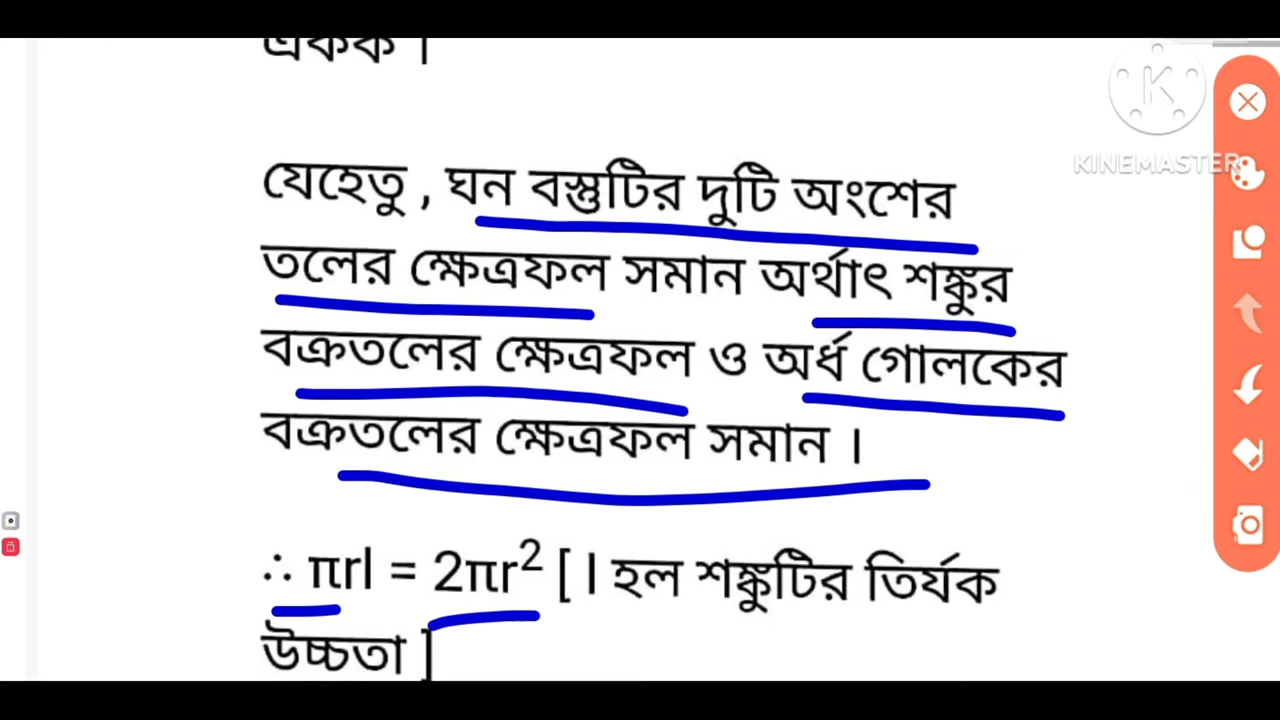 একক ।
KINEMASTER
যেহেতু , ঘন বস্তুটির দুটি অংশের
তলের ক্ষেত্রফল সমান অর্থাৎ শঙ্কুর
বক্রতলের ক্ষেত্রফল ও অর্ধ গোলকের
বক্রতলের ক্ষেত্রফল সমান ।
∴ πrl = 2πr² [ l হল শঙ্কুটির তির্যক
উচ্চতা ]